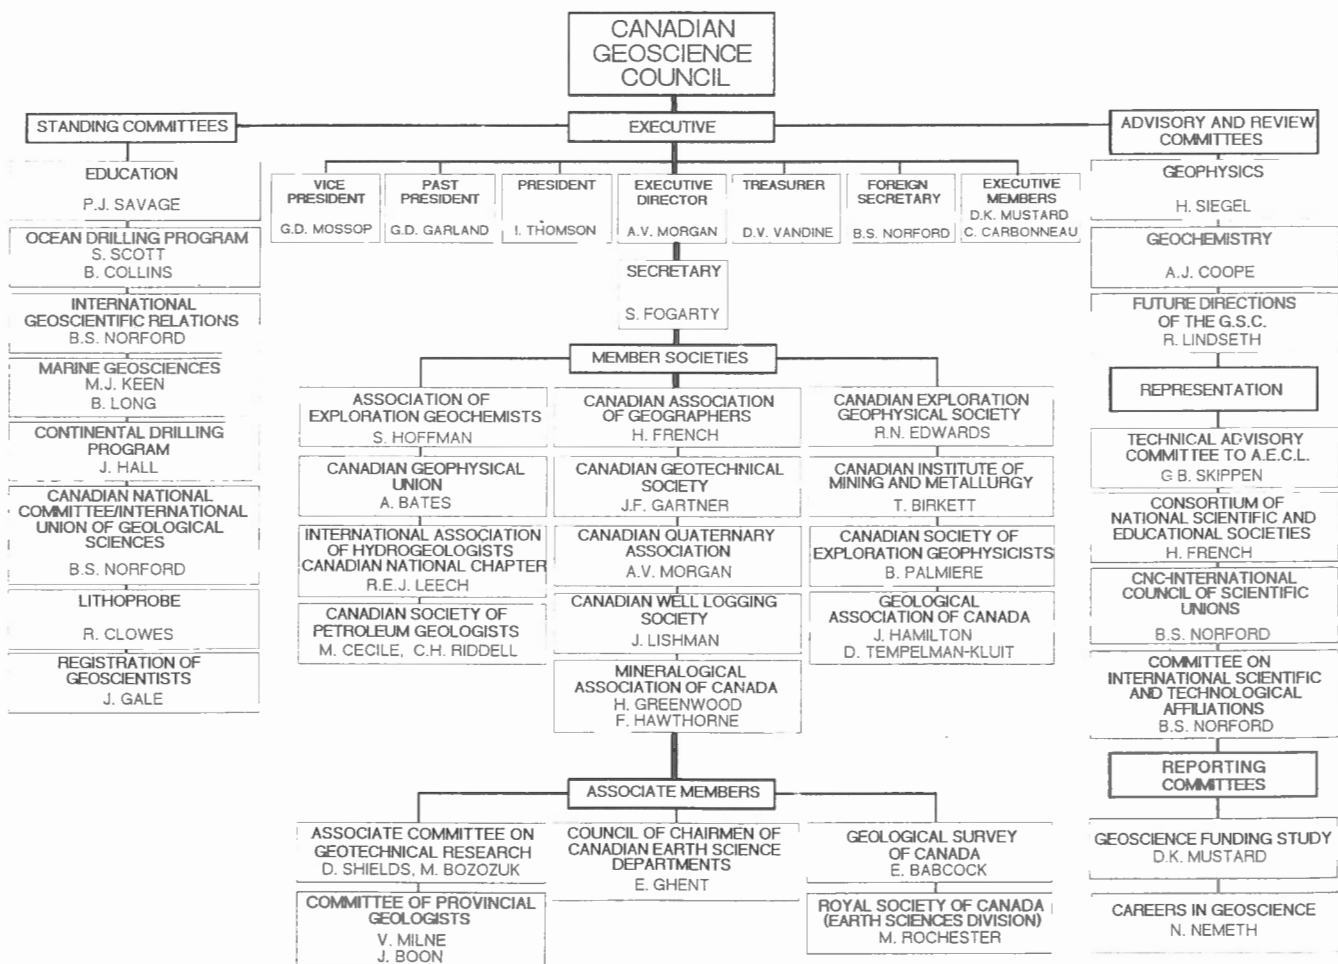 CANADIAN
GEOSCIENCE
COUNCIL
STANDING COMMITTEES
EXECUTIVE
ADVISORY AND REVIEW
COMMITTEES
EDUCATION
P.J. SAVAGE
OCEAN DRILLING PROGRAM
S. SCOTT
B. COLLINS
INTERNATIONAL
GEOSCIENTIFIC RELATIONS
B.S. NORFORD
MARINE GEOSCIENCES
M.J. KEEN
B. LONG
CONTINENTAL DRILLING
PROGRAM
J. HALL
CANADIAN NATIONAL
COMMITTEE/INTERNATIONAL
UNION OF GEOLOGICAL
SCIENCES
B.S. NORFORD
LITHOPROBE
R. CLOWES
REGISTRATION OF
GEOSCIENTISTS
J. GALE
VICE
PRESIDENT
G.D. MOSSOP
PAST
PRESIDENT
G.D. GARLAND
PRESIDENT
I. THOMSON
EXECUTIVE
DIRECTOR
A.V. MORGAN
TREASURER
D.V. VANDINE
FOREIGN
SECRETARY
B.S. NORFORD
EXECUTIVE
MEMBERS
D.K. MUSTARD
C. CARBONNEAU
SECRETARY
S. FOGARTY
MEMBER SOCIETIES
ASSOCIATION OF
EXPLORATION GEOCHEMISTS
S. HOFFMAN
CANADIAN GEOPHYSICAL
UNION
A. BATES
INTERNATIONAL ASSOCIATION
OF HYDROGEOLOGISTS
CANADIAN NATIONAL CHAPTER
R.E.J. LEECH
CANADIAN SOCIETY OF
PETROLEUM GEOLOGISTS
M. CECILE, C.H. RIDDELL
CANADIAN ASSOCIATION
OF GEOGRAPHERS
H. FRENCH
CANADIAN GEOTECHNICAL
SOCIETY
J.F. GARTNER
CANADIAN QUATERNARY
ASSOCIATION
A.V. MORGAN
CANADIAN WELL LOGGING
SOCIETY
J. LISHMAN
MINERALOGICAL
ASSOCIATION OF CANADA
H. GREENWOOD
F. HAWTHORNE
CANADIAN EXPLORATION
GEOPHYSICAL SOCIETY
R.N. EDWARDS
CANADIAN INSTITUTE OF
MINING AND METALLURGY
T. BIRKETT
CANADIAN SOCIETY OF
EXPLORATION GEOPHYSICISTS
B. PALMIERE
GEOLOGICAL
ASSOCIATION OF CANADA
J. HAMILTON
D. TEMPELMAN-KLUIT
ASSOCIATE MEMBERS
ASSOCIATE COMMITTEE ON
GEOTECHNICAL RESEARCH
D. SHIELDS, M. BOZOZUK
COMMITTEE OF PROVINCIAL
GEOLOGISTS
V. MILNE
J. BOON
COUNCIL OF CHAIRMEN OF
CANADIAN EARTH SCIENCE
DEPARTMENTS
E. GHENT
GEOLOGICAL SURVEY
OF CANADA
E. BABCOCK
ROYAL SOCIETY OF CANADA
(EARTH SCIENCES DIVISION)
M. ROCHESTER
GEOPHYSICS
H. SIEGEL
GEOCHEMISTRY
A.J. COOPE
FUTURE DIRECTIONS
OF THE G.S.C.
R. LINDSETH
REPRESENTATION
TECHNICAL ADVISORY
COMMITTEE TO A.E.C.L.
G B. SKIPPEN
CONSORTIUM OF
NATIONAL SCIENTIFIC AND
EDUCATIONAL SOCIETIES
H. FRENCH
CNC-INTERNATIONAL
COUNCIL OF SCIENTIFIC
UNIONS
B.S. NORFORD
COMMITTEE ON
INTERNATIONAL SCIENTIFIC
AND TECHNOLOGICAL
AFFILIATIONS
B.S. NORFORD
REPORTING
COMMITTEES
GEOSCIENCE FUNDING STUDY
D.K. MUSTARD
CAREERS IN GEOSCIENCE
N. NEMETH